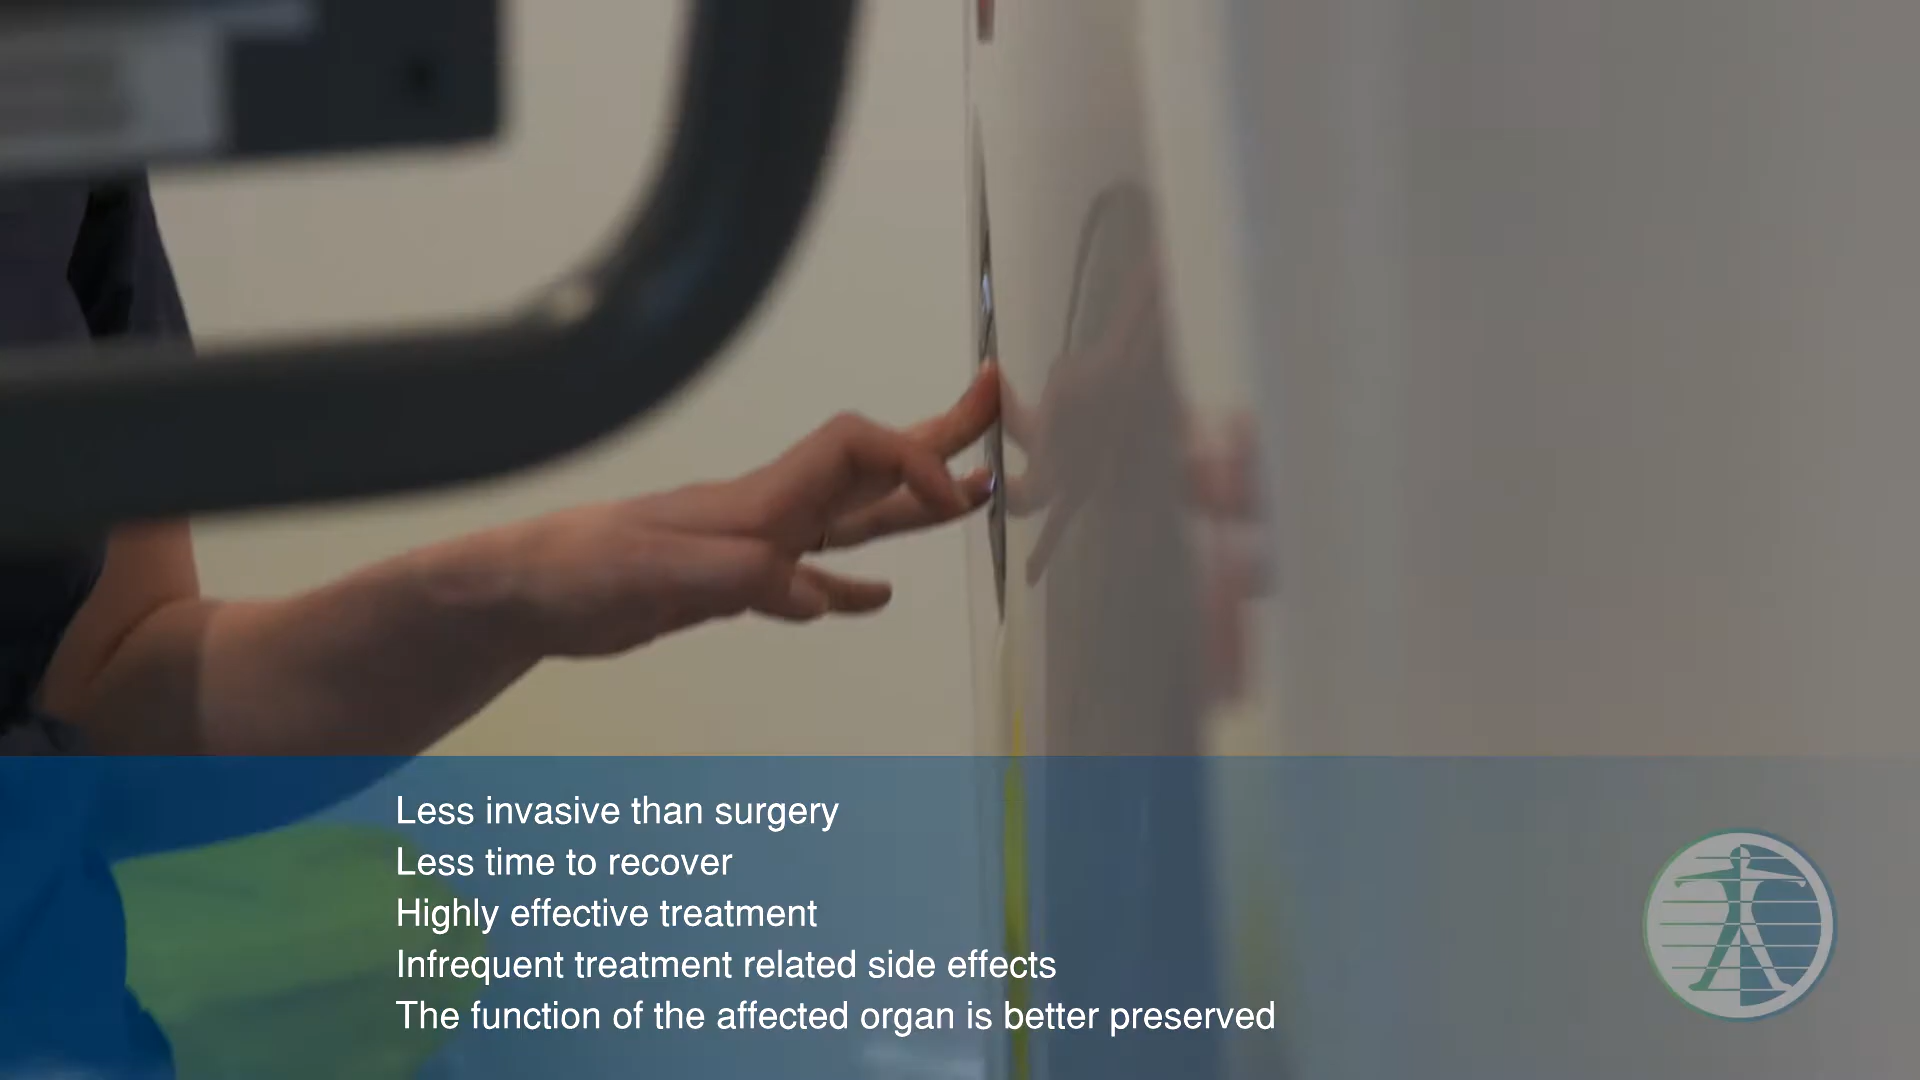 Less invasive than surgery
Less time to recover
Highly effective treatment
Infrequent treatment related side effects
The function of the affected organ is better preserved